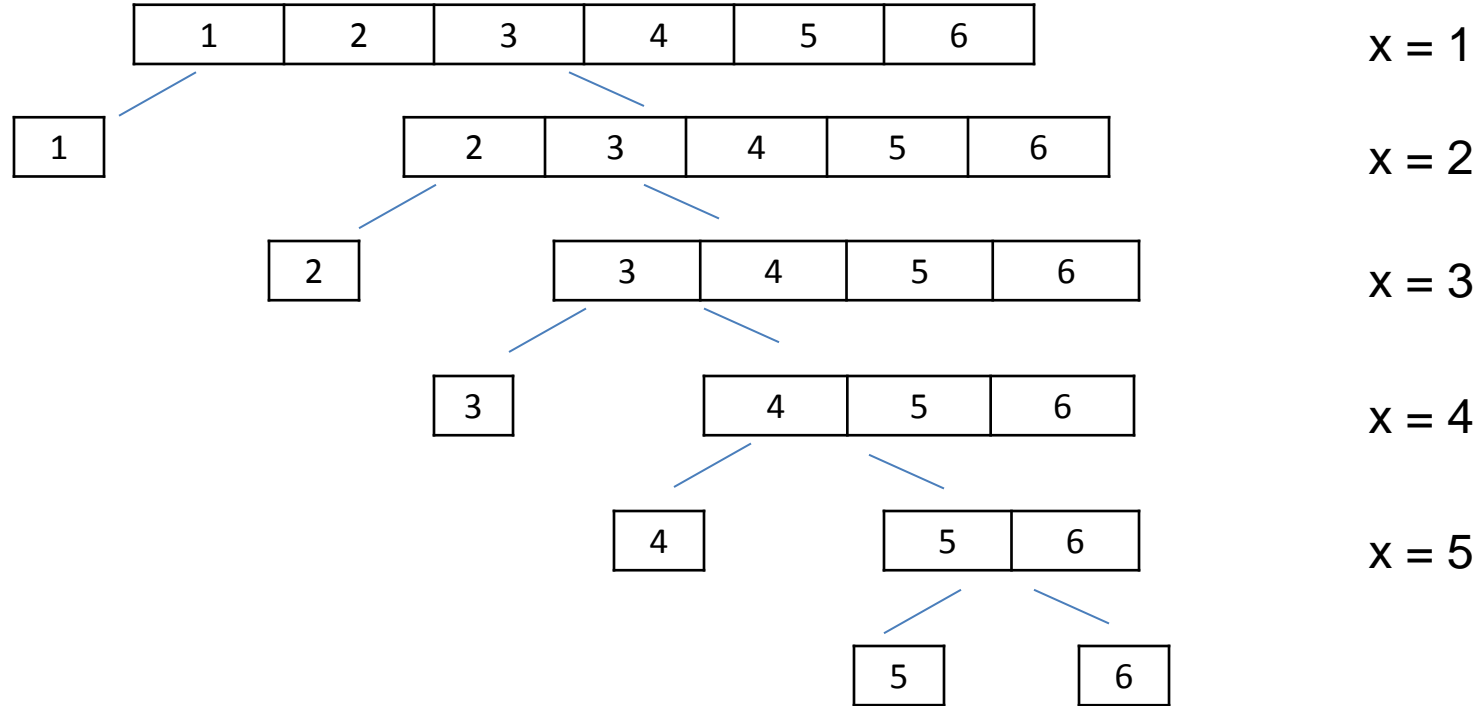 1 2 3 4 5 6 x = 1
1 2 3 4 5 6 x = 2
2 3 4 5 6 x = 3
3 4 5 6 x = 4
4 5 6 x = 5
5 6